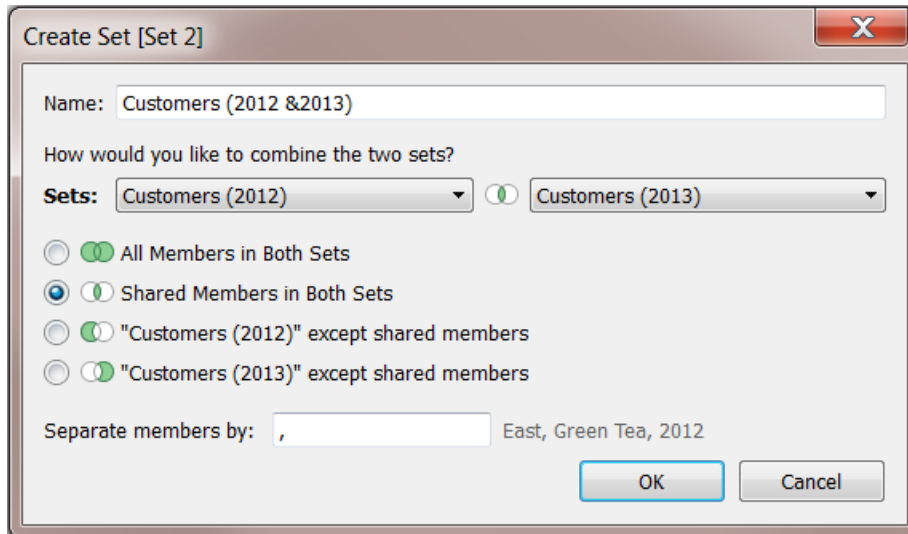 Create Set [Set 2]
Name: Customers (2012 &2013)
How would you like to combine the two sets?
Sets: Customers (2012) Customers (2013)
All Members in Both Sets
Shared Members in Both Sets
"Customers (2012)" except shared members
"Customers (2013)" except shared members
Separate members by: , East, Green Tea, 2012
OK Cancel